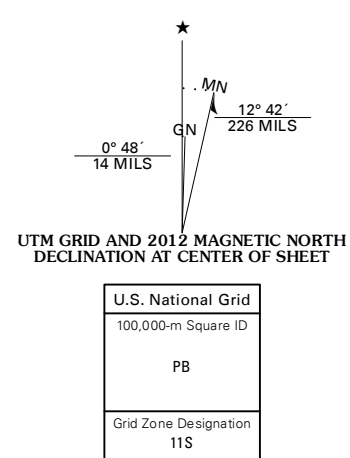 ★
MN
GN
12° 42´
226 MILS
0° 48´
14 MILS
UTM GRID AND 2012 MAGNETIC NORTH
DECLINATION AT CENTER OF SHEET
U.S. National Grid
100,000-m Square ID
PB
Grid Zone Designation
11S